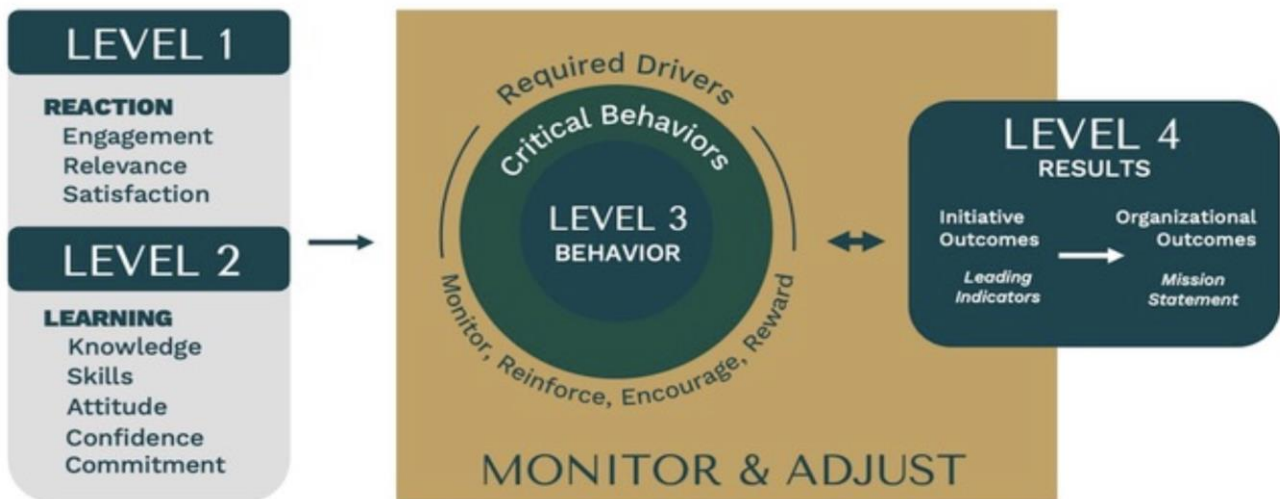 LEVEL 1
REACTION
Engagement
Relevance
Satisfaction
LEVEL 2
LEARNING
Knowledge
Skills
Attitude
Confidence
Commitment
Required Drivers
Critical Behaviors
LEVEL 3
BEHAVIOR
Monitor, Reinforce, Encourage, Reward
MONITOR & ADJUST
LEVEL 4
RESULTS
Initiative
Outcomes
Leading
Indicators
Organizational
Outcomes
Mission
Statement